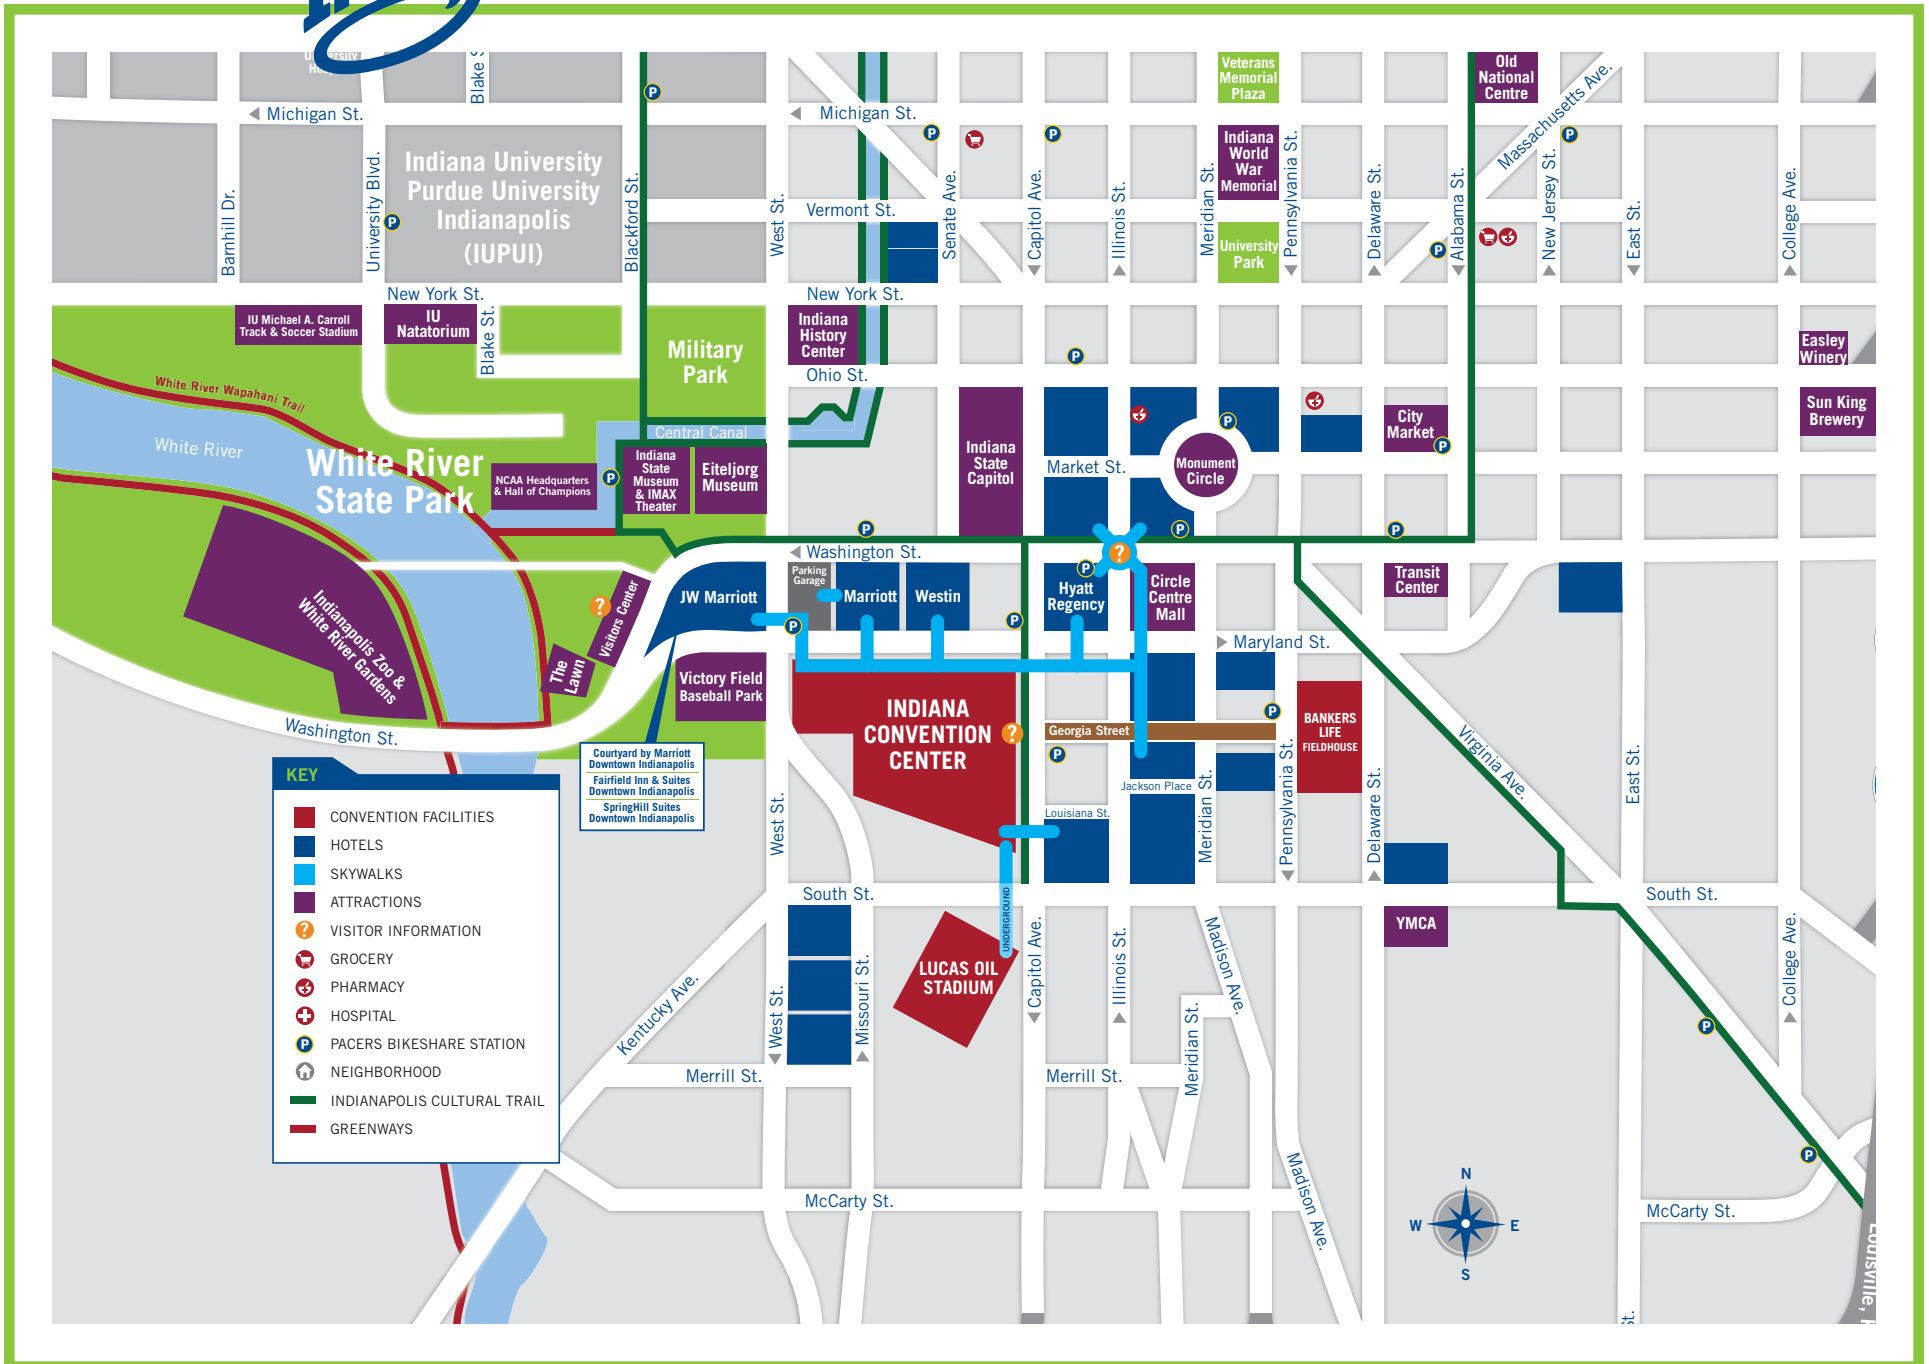 Michigan St.
Michigan St.
Blake S
Veterans
Memorial
Plaza
Old
National
Centre
Massachusetts Ave.
Indiana University
Purdue University
Indianapolis
(IUPUI)
Indiana
World
War
Memorial
Barnhill Dr.
University Blvd.
Blackford St.
West St.
Vermont St.
Senate Ave.
Capitol Ave.
Illinois St.
Meridian St.
Pennsylvania St.
Delaware St.
Alabama St.
New Jersey St.
East St.
College Ave.
University
Park
New York St.
New York St.
IU Michael A. Carroll
Track & Soccer Stadium
IU
Natatorium
Blake St.
Military
Park
Indiana
History
Center
Ohio St.
Easley
Winery
Sun King
Brewery
City
Market
White River Wapahani Trail
White River
White River
State Park
Central Canal
NCAA Headquarters
& Hall of Champions
Indiana
State
Museum
& IMAX
Theater
Eiteljorg
Museum
Indiana
State
Capitol
Market St.
Monument
Circle
Washington St.
Parking
Garage
JW Marriott
Marriott
Westin
Hyatt
Regency
Circle
Centre
Mall
Transit
Center
Maryland St.
Indianapolis Zoo &
White River Gardens
Visitors Center
The
Lawn
Victory Field
Baseball Park
INDIANA
CONVENTION
CENTER
Georgia Street
BANKERS
LIFE
FIELDHOUSE
Washington St.
Courtyard by Marriott
Downtown Indianapolis
Fairfield Inn & Suites
Downtown Indianapolis
SpringHill Suites
Downtown Indianapolis
Jackson Place
Louisiana St.
West St.
Meridian St.
Pennsylvania St.
Delaware St.
Virginia Ave.
East St.
South St.
South St.
UNDERGROUND
YMCA
LUCAS OIL
STADIUM
Kentucky Ave.
West St.
Missouri St.
Capitol Ave.
Illinois St.
Madison Ave.
Meridian St.
College Ave.
Merrill St.
Merrill St.
McCarty St.
Madison Ave.
McCarty St.
N
W
E
S
Louisville,
St.
KEY
CONVENTION FACILITIES
HOTELS
SKYWALKS
ATTRACTIONS
? VISITOR INFORMATION
GROCERY
PHARMACY
HOSPITAL
P PACERS BIKESHARE STATION
NEIGHBORHOOD
INDIANAPOLIS CULTURAL TRAIL
GREENWAYS